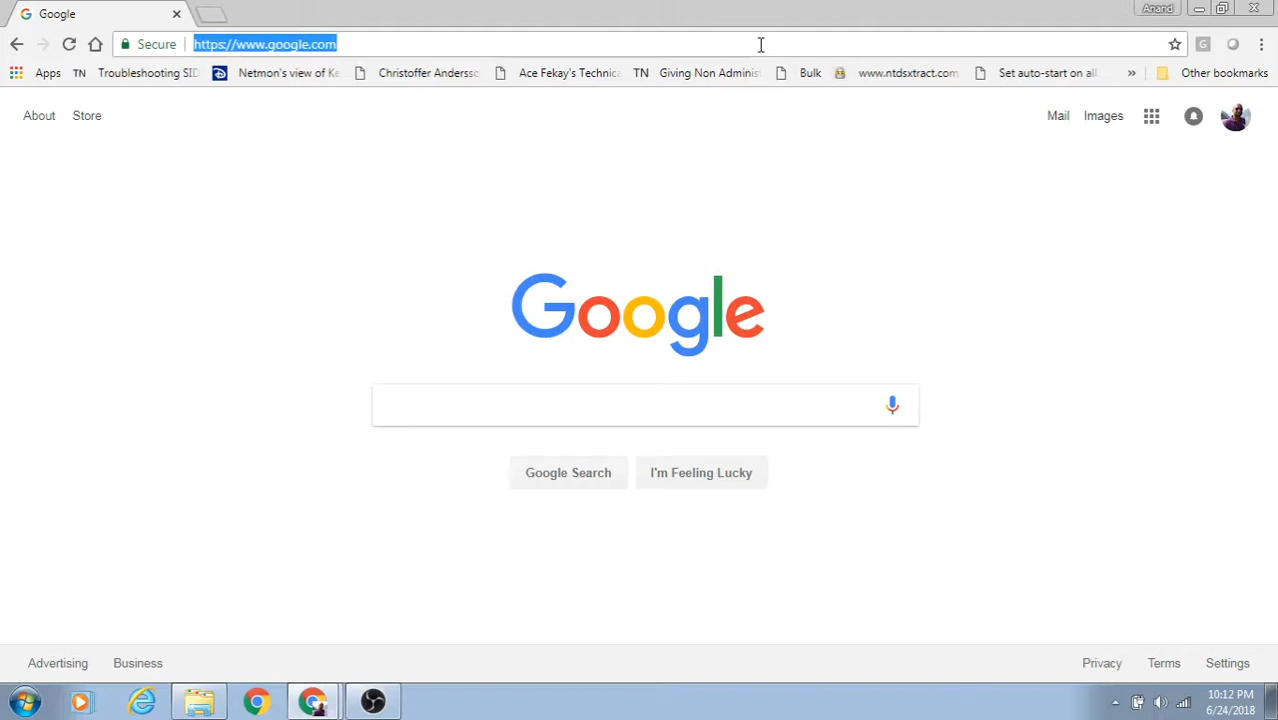 Google
Anand
Secure
https://www.google.com
G
Apps
TN Troubleshooting SID
Netmon's view of Ke
Christoffer Anderss
Ace Fekay's Technica
TN Giving Non Adminis
Bulk
www.ntdsxtract.com
Set auto-start on all
»
Other bookmarks
About
Store
Mail
Images
Google
Google Search
I'm Feeling Lucky
Advertising
Business
Privacy
Terms
Settings
10:12 PM
6/24/2018